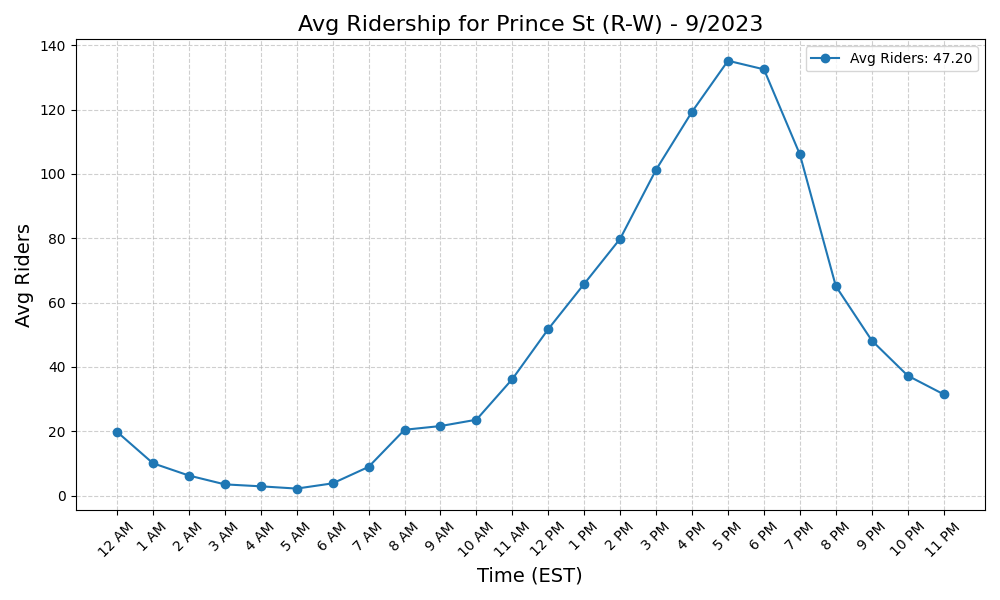 Avg Ridership for Prince St (R-W) - 9/2023
Avg Riders: 47.20
Avg Riders
140
120
100
80
60
40
20
0
12 AM
1 AM
2 AM
3 AM
4 AM
5 AM
6 AM
7 AM
8 AM
9 AM
10 AM
11 AM
12 PM
1 PM
2 PM
3 PM
4 PM
5 PM
6 PM
7 PM
8 PM
9 PM
10 PM
11 PM
Time (EST)